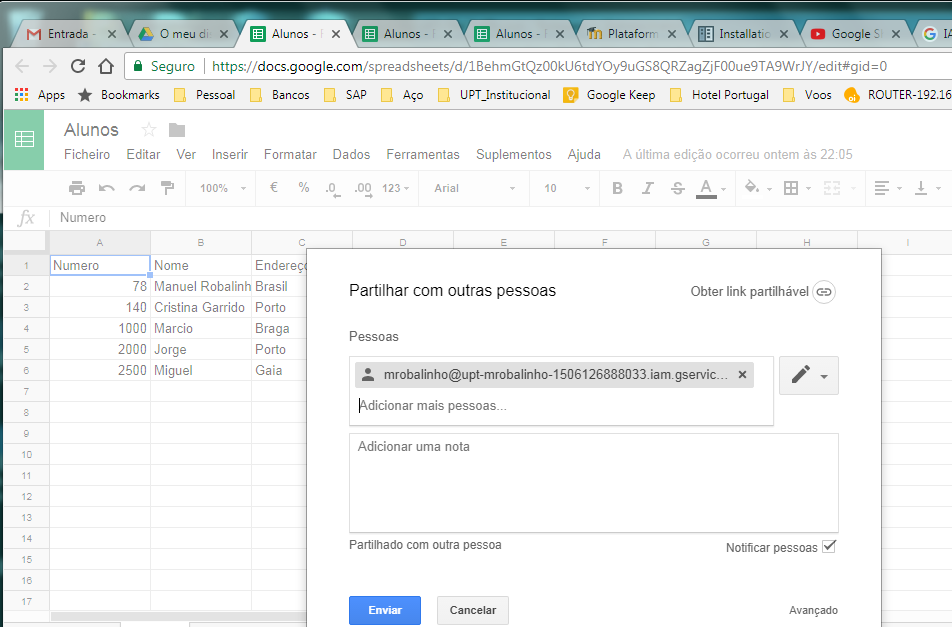 Entrada -
O meu di
Alunos -
Alunos -
Alunos -
Plataform
Installatio
Google S
Seguro
https://docs.google.com/spreadsheets/d/1BehmGtQz00kU6tdYOy9uGS8QRZagZjF00ue9TA9WrJY/edit#gid=0
Apps Bookmarks Pessoal Bancos SAP Aço UPT_Institucional Google Keep Hotel Portugal Voos ROUTER-192.16
Alunos
Ficheiro Editar Ver Inserir Formatar Dados Ferramentas Suplementos Ajuda A última edição ocorreu ontem às 22:05
100% € % .0 .00 123 Arial 10 B I S A
fx Numero
A B C D E F G H I
1 Numero Nome Endereço
2 78 Manuel Robalinh Brasil
3 140 Cristina Garrido Porto
4 1000 Marcio Braga
5 2000 Jorge Porto
6 2500 Miguel Gaia
7
8
9
10
11
12
13
14
15
16
17
Partilhar com outras pessoas
Obter link partilhável
Pessoas
mrobalinho@upt-mrobalinho-1506126888033.iam.gservic...
Adicionar mais pessoas...
Adicionar uma nota
Partilhado com outra pessoa
Notificar pessoas
Enviar
Cancelar
Avançado